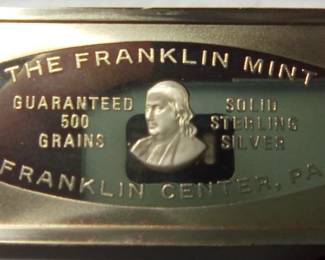 THE FRANKLIN MINT
GUARANTEED
500
GRAINS
SOLID
STERLING
SILVER
FRANKLIN CENTER, PA